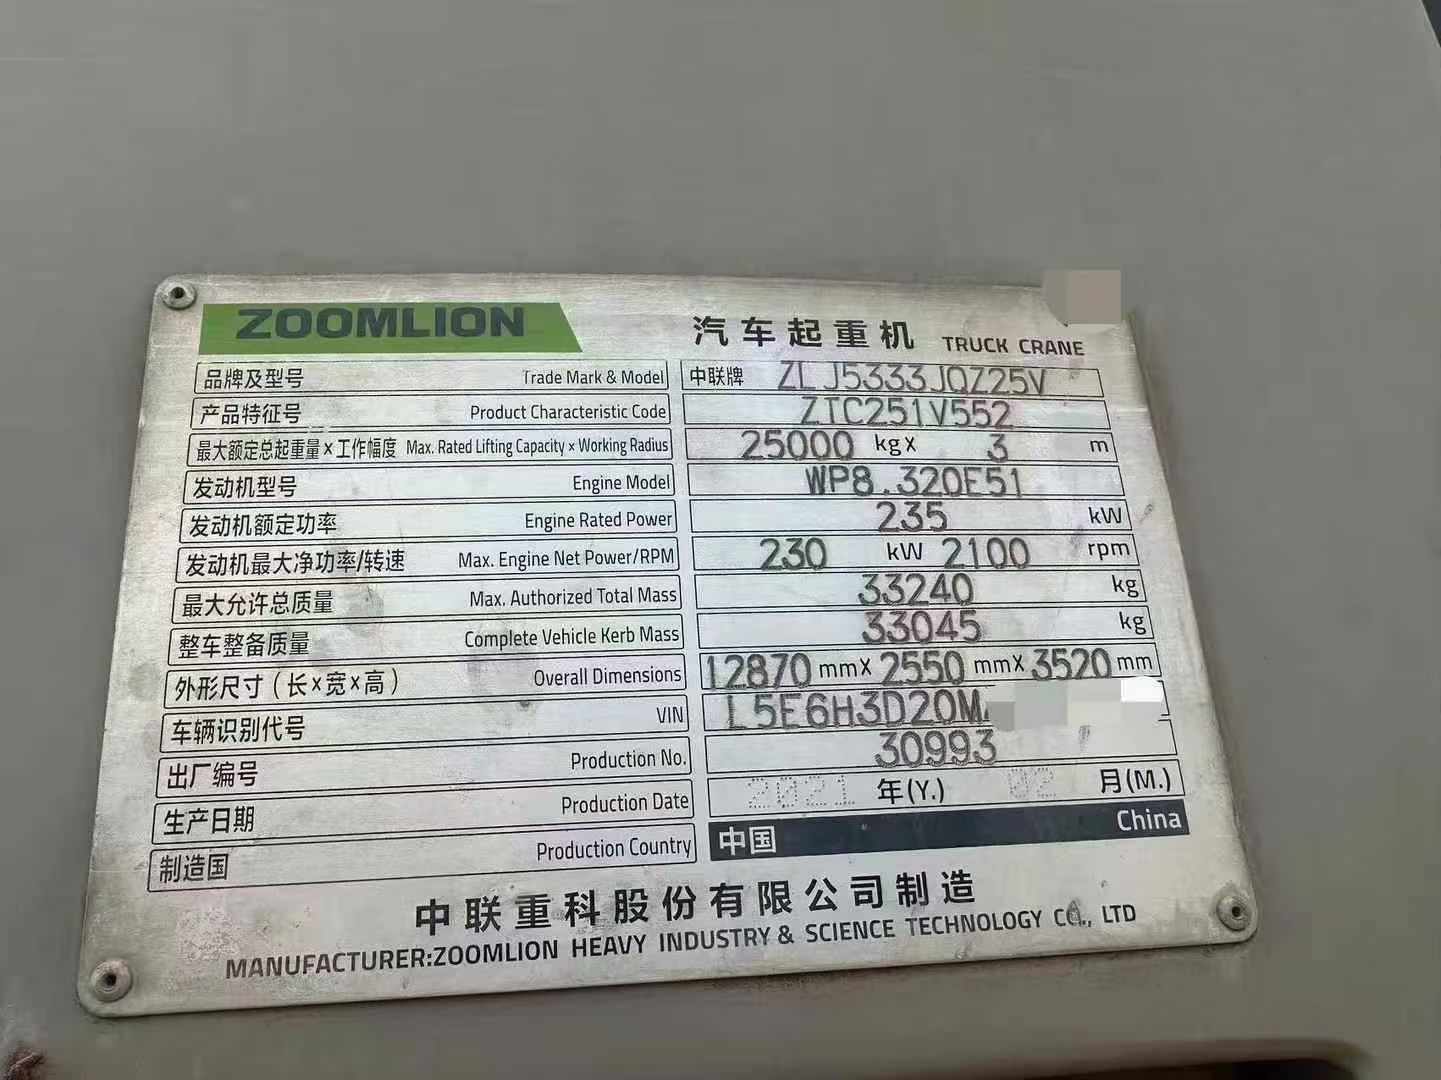 ZOOMLION 汽车起重机 TRUCK CRANE
品牌及型号 Trade Mark & Model 中联牌 ZLJ5333JQZ25V
产品特征号 Product Characteristic Code ZTC251V552
最大额定总起重量×工作幅度 Max. Rated Lifting Capacity × Working Radius 25000 kg× 3 m
发动机型号 Engine Model WP8.320E51
发动机额定功率 Engine Rated Power 235 kW
发动机最大净功率/转速 Max. Engine Net Power/RPM 230 kW 2100 rpm
最大允许总质量 Max. Authorized Total Mass 33240 kg
整车整备质量 Complete Vehicle Kerb Mass 33045 kg
外形尺寸（长×宽×高） Overall Dimensions 12870 mm× 2550 mm× 3520 mm
车辆识别代号 VIN L5E6H3D20M
出厂编号 Production No. 30993
生产日期 Production Date 2021 年(Y.) 02 月(M.)
制造国 Production Country 中国 China
中联重科股份有限公司制造
MANUFACTURER:ZOOMLION HEAVY INDUSTRY & SCIENCE TECHNOLOGY CO., LTD